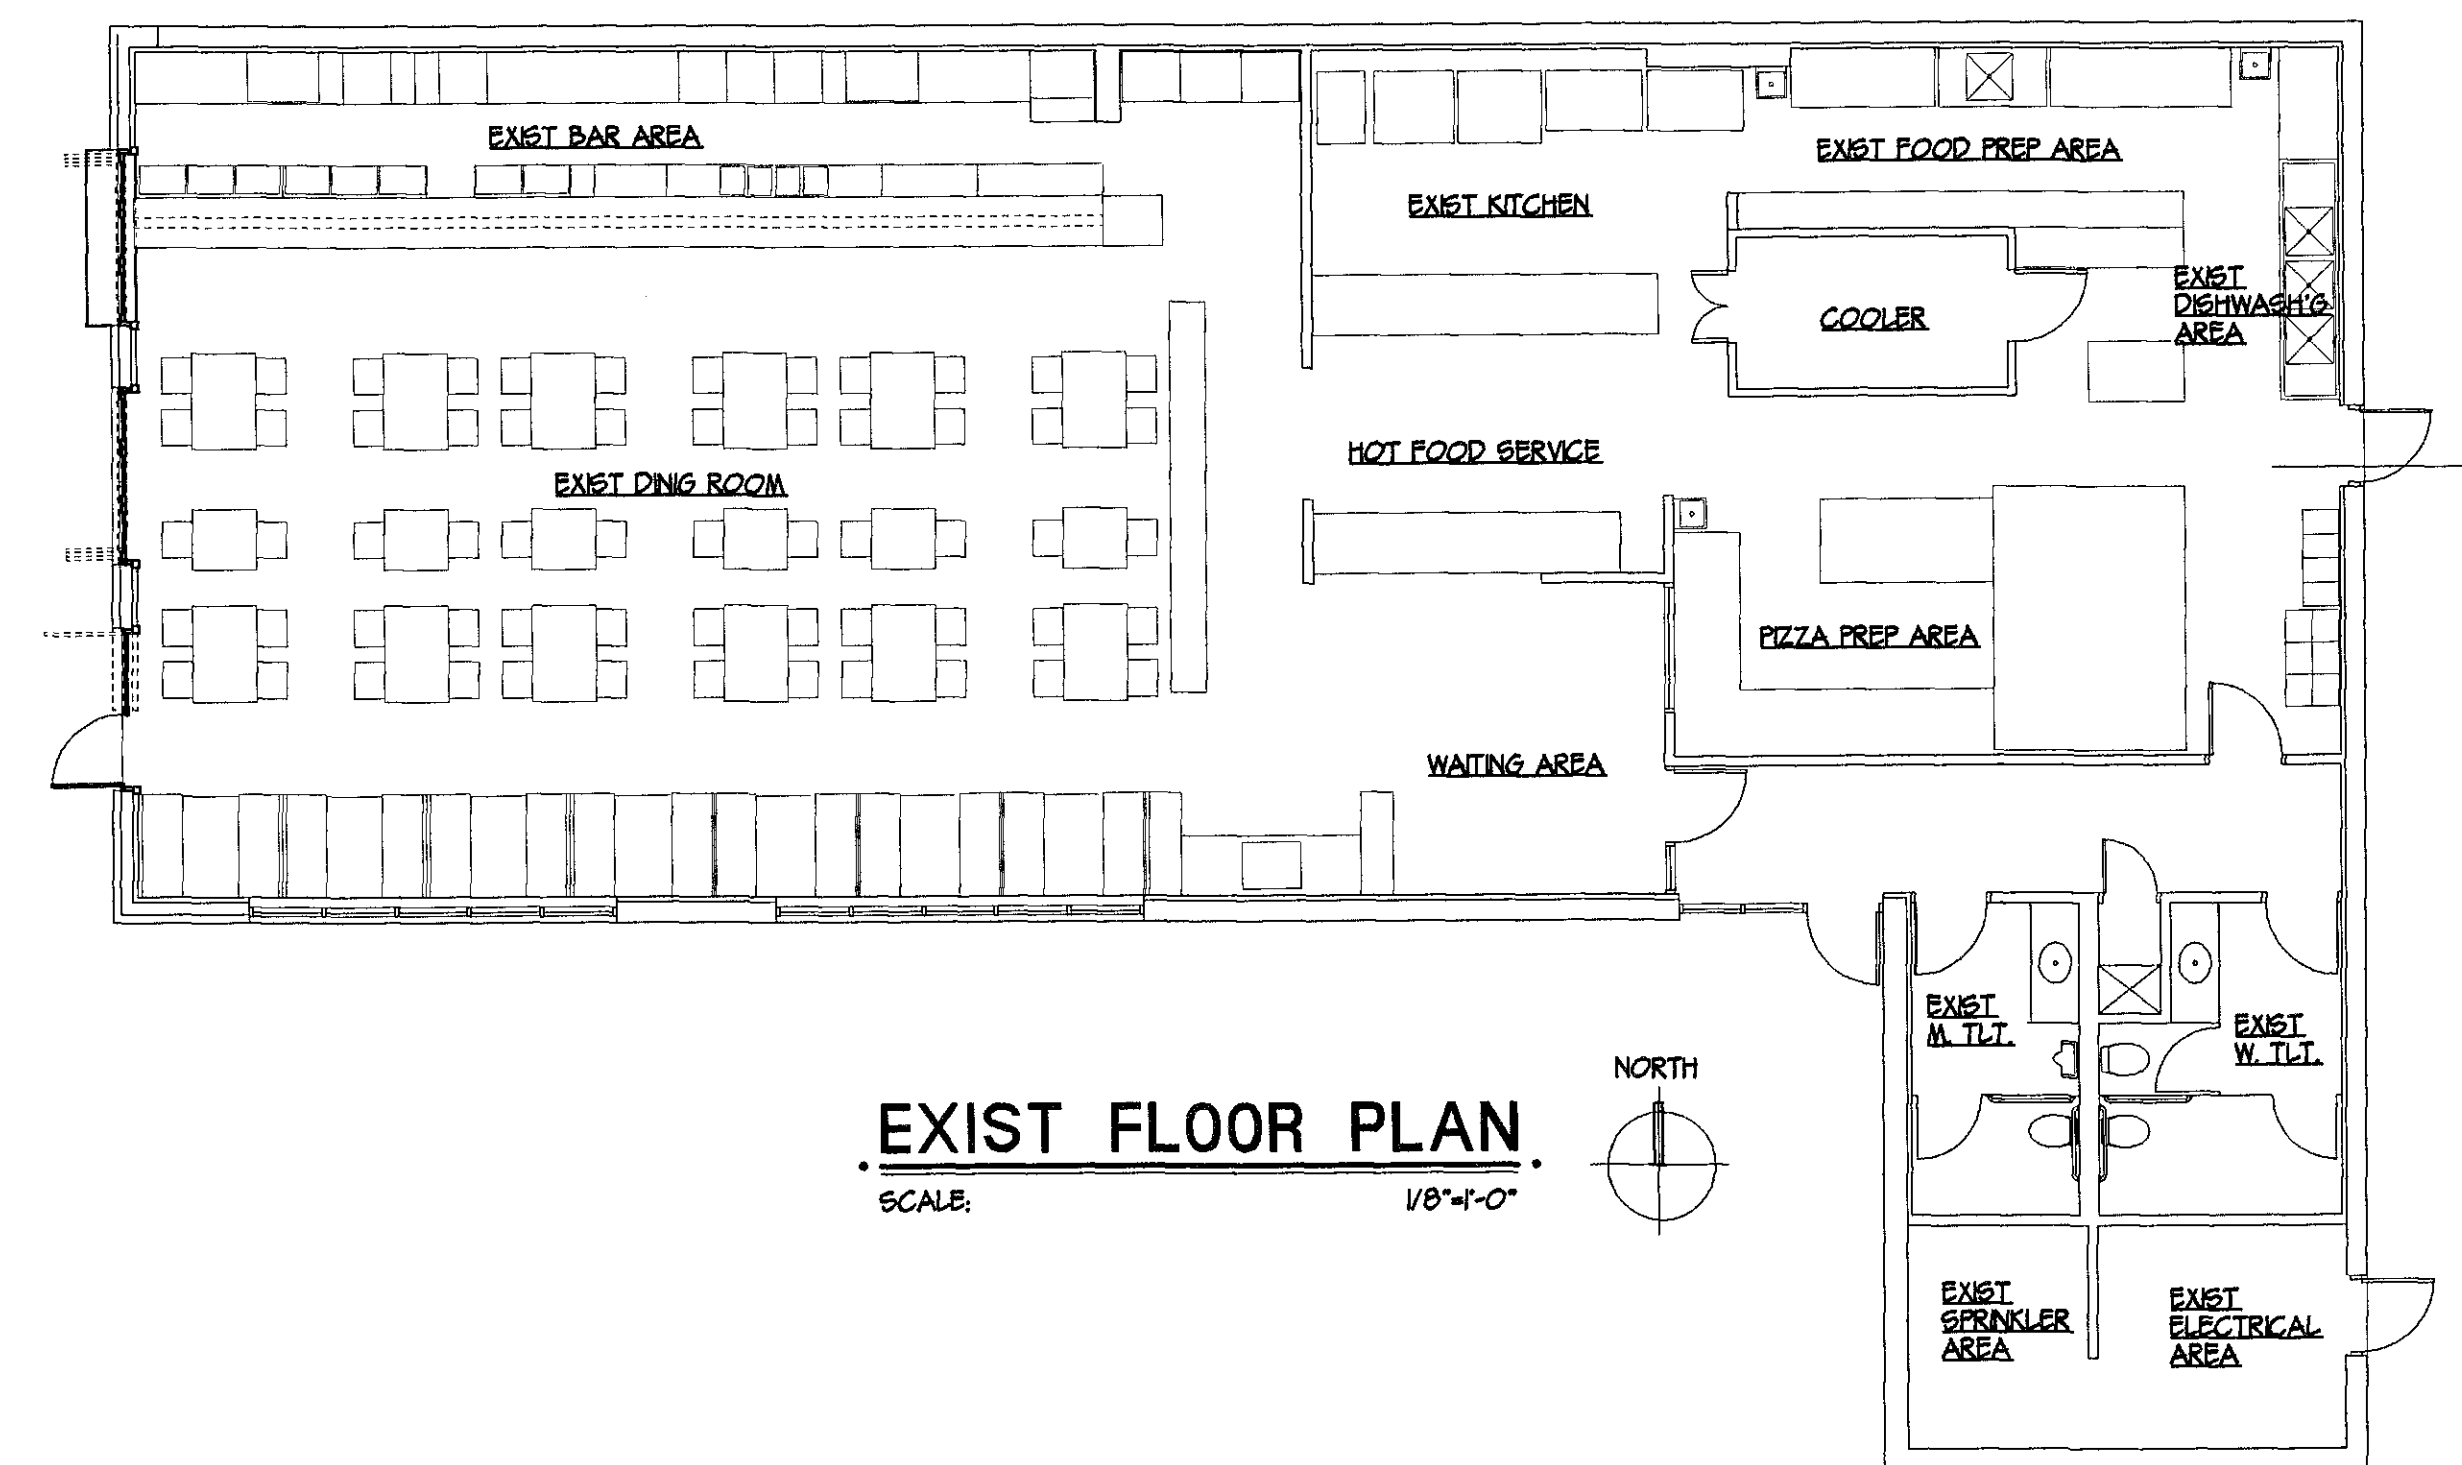 EXIST BAR AREA
EXIST FOOD PREP AREA
EXIST KITCHEN
EXIST
DISHWASH'G
AREA
COOLER
HOT FOOD SERVICE
EXIST DINIG ROOM
PIZZA PREP AREA
WAITING AREA
EXIST
M. TLT.
EXIST
W. TLT.
NORTH
EXIST FLOOR PLAN
SCALE: 1/8"=1'-0"
EXIST
SPRINKLER
AREA
EXIST
ELECTRICAL
AREA